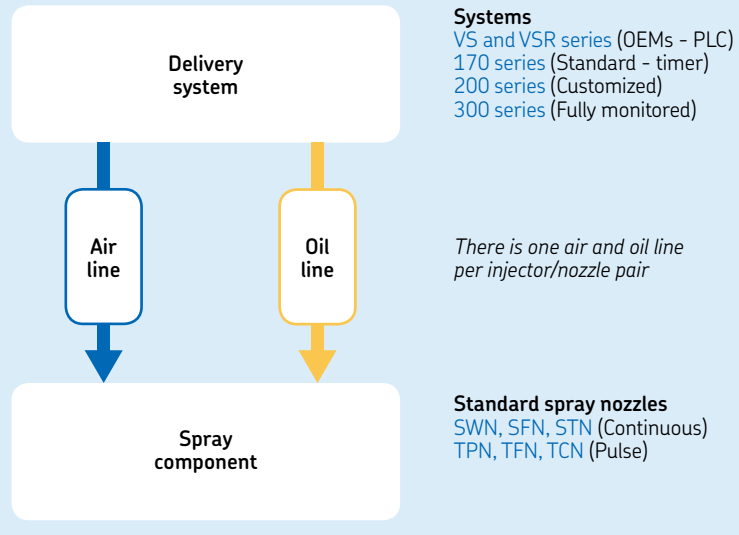 Delivery
system
Systems
VS and VSR series (OEMs - PLC)
170 series (Standard - timer)
200 series (Customized)
300 series (Fully monitored)
Air
line
Oil
line
There is one air and oil line
per injector/nozzle pair
Spray
component
Standard spray nozzles
SWN, SFN, STN (Continuous)
TPN, TFN, TCN (Pulse)